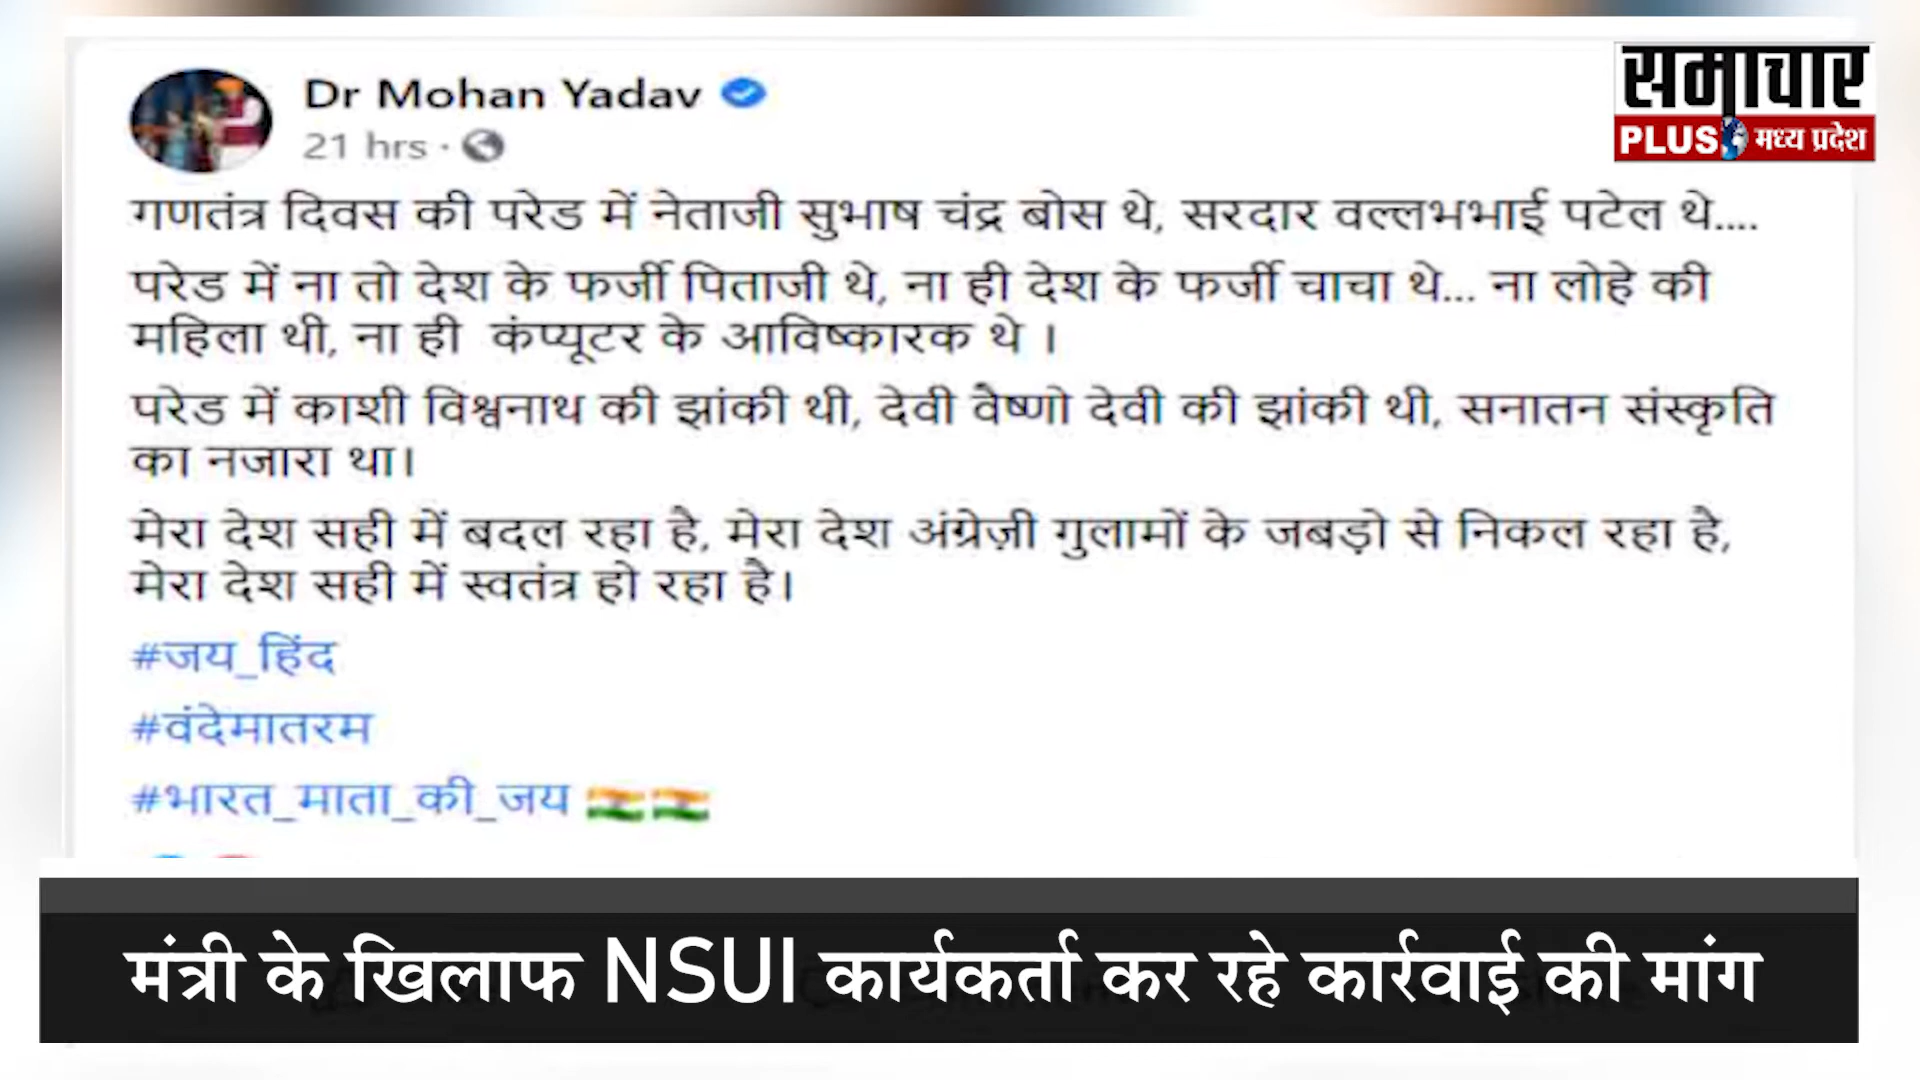 Dr Mohan Yadav
21 hrs ·
समाचार
PLUS मध्य प्रदेश
गणतंत्र दिवस की परेड में नेताजी सुभाष चंद्र बोस थे, सरदार वल्लभभाई पटेल थे....
परेड में ना तो देश के फर्जी पिताजी थे, ना ही देश के फर्जी चाचा थे... ना लोहे की
महिला थी, ना ही कंप्यूटर के आविष्कारक थे ।
परेड में काशी विश्वनाथ की झांकी थी, देवी वैष्णो देवी की झांकी थी, सनातन संस्कृति
का नजारा था।
मेरा देश सही में बदल रहा है, मेरा देश अंग्रेज़ी गुलामों के जबड़ो से निकल रहा है,
मेरा देश सही में स्वतंत्र हो रहा है।
#जय_हिंद
#वंदेमातरम
#भारत_माता_की_जय
मंत्री के खिलाफ NSUI कार्यकर्ता कर रहे कार्रवाई की मांग